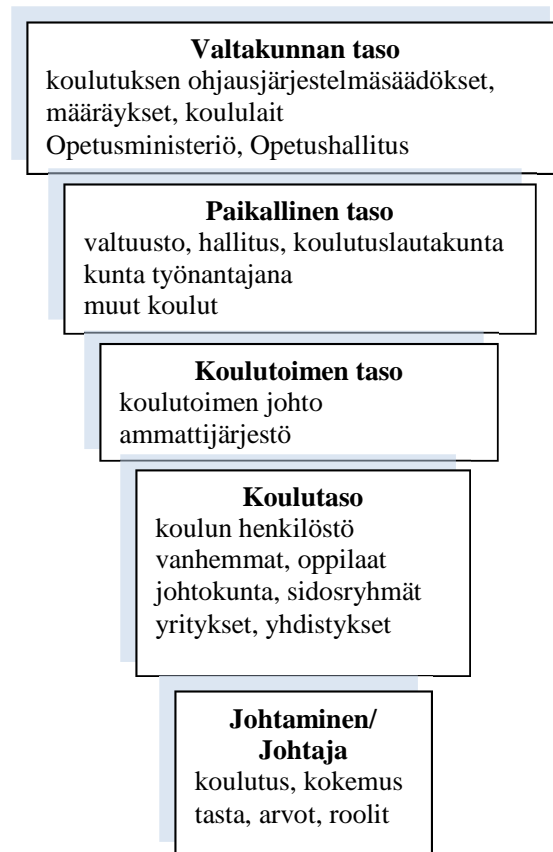 Valtakunnan taso
koulutuksen ohjausjärjestelmäsäädökset,
määräykset, koululait
Opetusministeriö, Opetushallitus
Paikallinen taso
valtuusto, hallitus, koulutuslautakunta
kunta työnantajana
muut koulut
Koulutoimen taso
koulutoimen johto
ammattijärjestö
Koulutaso
koulun henkilöstö
vanhemmat, oppilaat
johtokunta, sidosryhmät
yritykset, yhdistykset
Johtaminen/
Johtaja
koulutus, kokemus
tasta, arvot, roolit